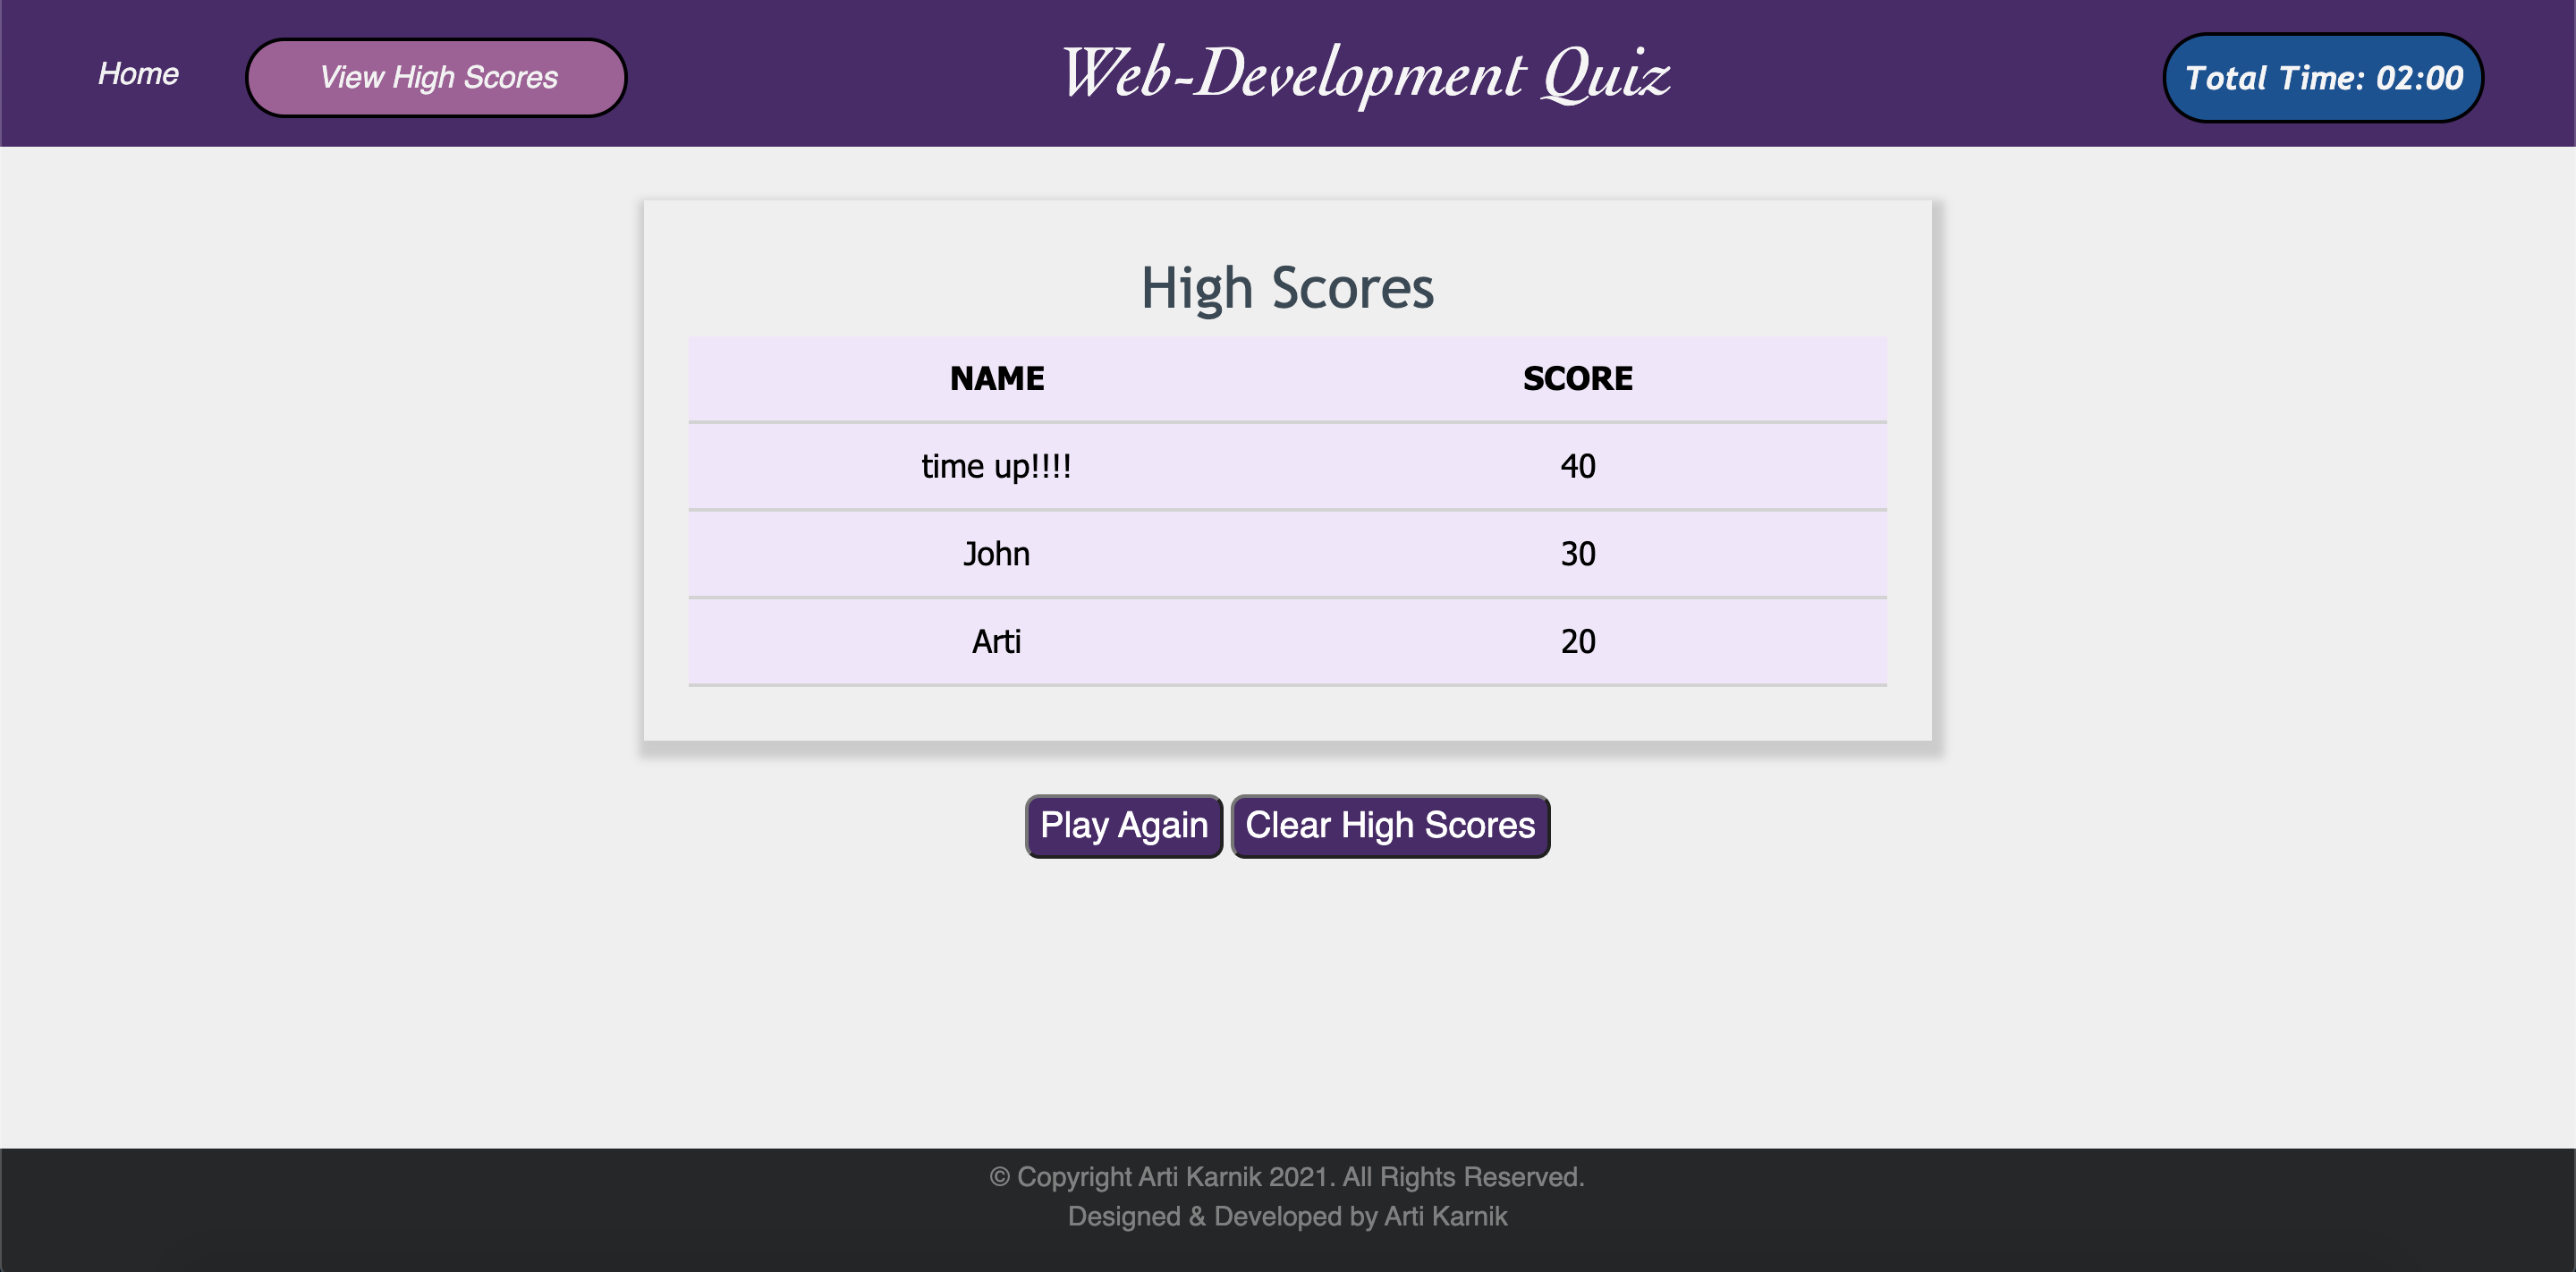 Home
View High Scores
Web-Development Quiz
Total Time: 02:00
High Scores
NAME SCORE
time up!!!! 40
John 30
Arti 20
Play Again
Clear High Scores
© Copyright Arti Karnik 2021. All Rights Reserved.
Designed & Developed by Arti Karnik